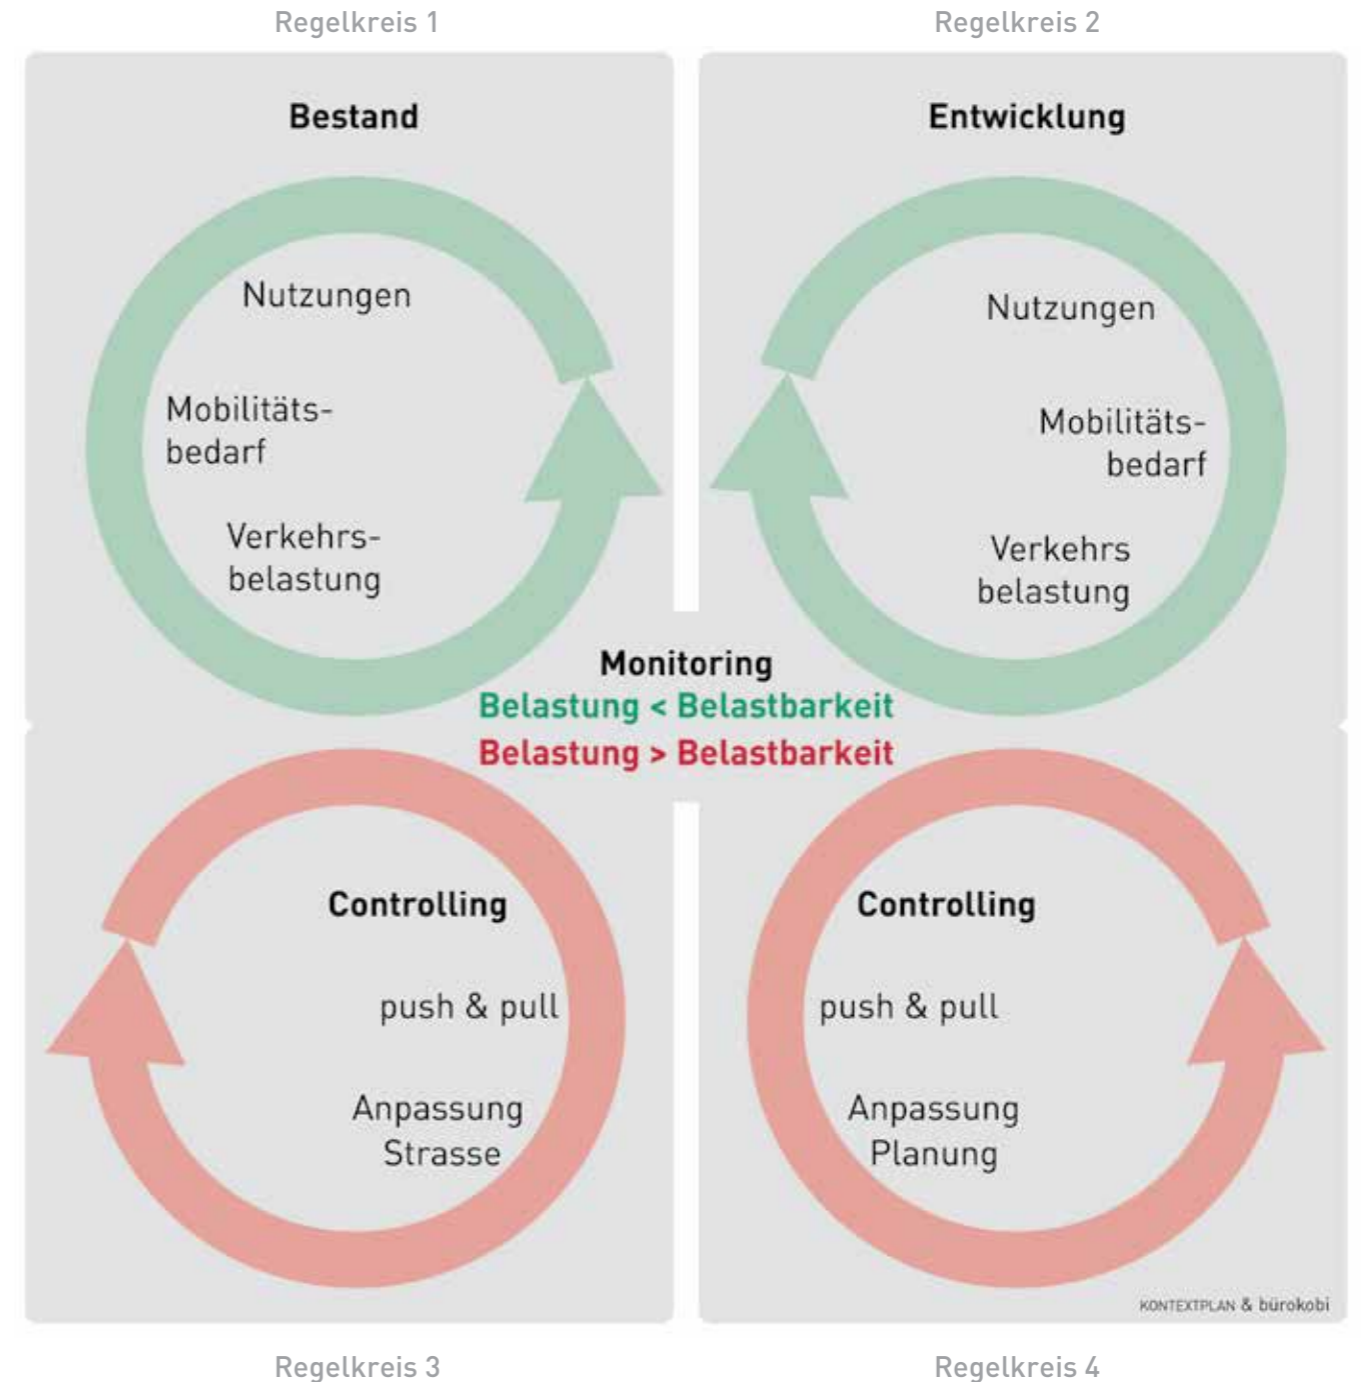 Regelkreis 1
Regelkreis 2
Bestand
Nutzungen
Mobilitäts-
bedarf
Verkehrs-
belastung
Entwicklung
Nutzungen
Mobilitäts-
bedarf
Verkehrs
belastung
Monitoring
Belastung < Belastbarkeit
Belastung > Belastbarkeit
Controlling
push & pull
Anpassung
Strasse
Controlling
push & pull
Anpassung
Planung
KONTEXTPLAN & bürokobi
Regelkreis 3
Regelkreis 4